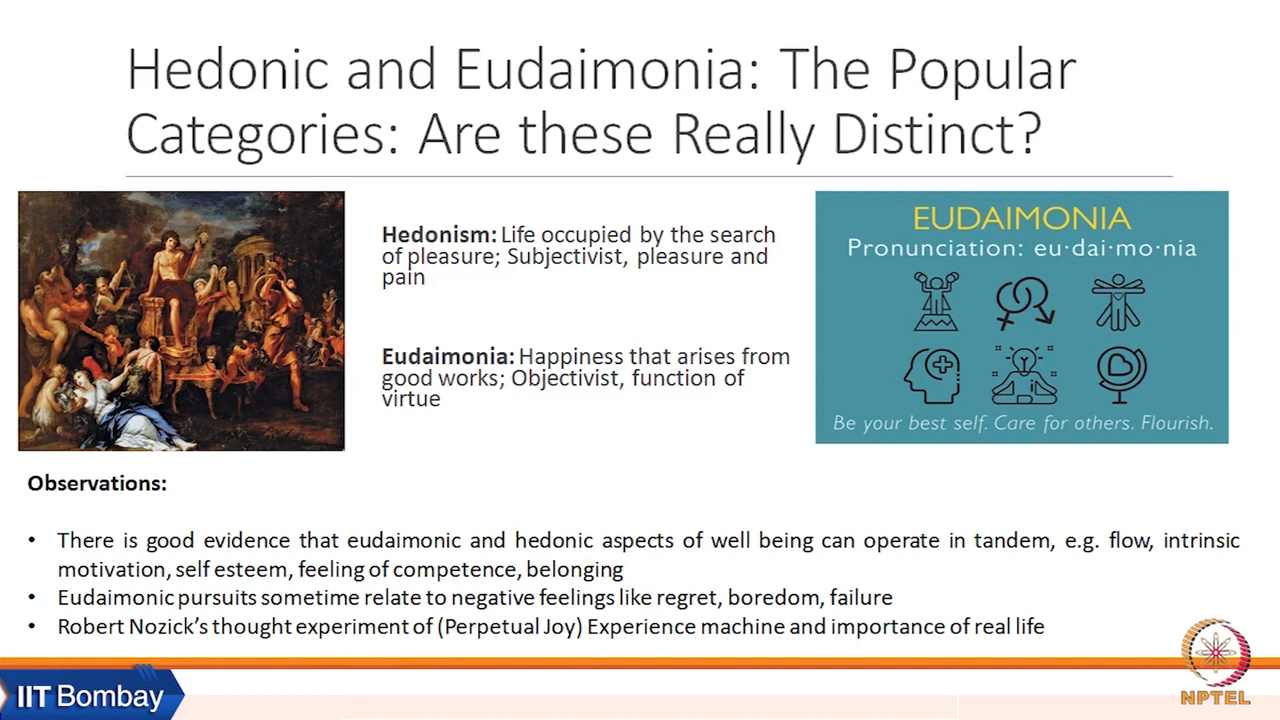 Hedonic and Eudaimonia: The Popular
Categories: Are these Really Distinct?
Hedonism: Life occupied by the search
of pleasure; Subjectivist, pleasure and
pain
Eudaimonia: Happiness that arises from
good works; Objectivist, function of
virtue
EUDAIMONIA
Pronunciation: eu·dai·mo·nia
Be your best self. Care for others. Flourish.
Observations:
• There is good evidence that eudaimonic and hedonic aspects of well being can operate in tandem, e.g. flow, intrinsic
motivation, self esteem, feeling of competence, belonging
• Eudaimonic pursuits sometime relate to negative feelings like regret, boredom, failure
• Robert Nozick's thought experiment of (Perpetual Joy) Experience machine and importance of real life
IIT Bombay
NPTEL